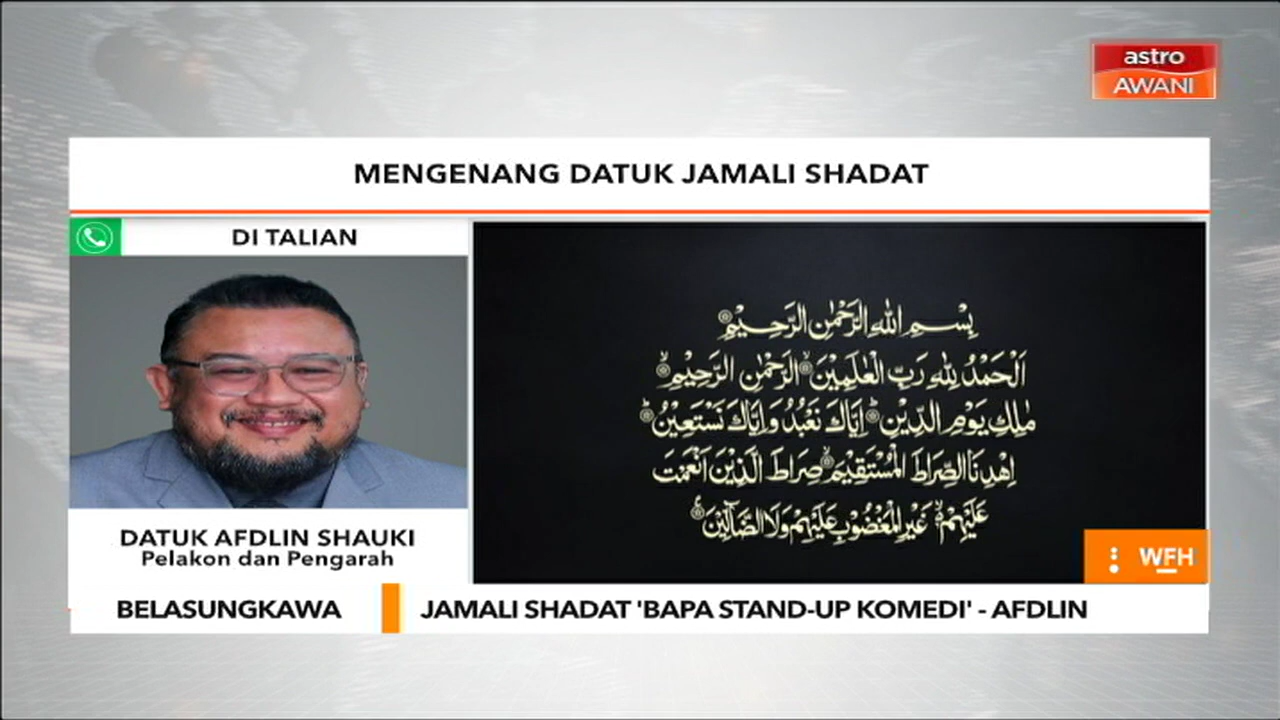 astro
AWANI
MENGENANG DATUK JAMALI SHADAT
DI TALIAN
بِسْمِ اللهِ الرَّحْمٰنِ الرَّحِيْمِ
اَلْحَمْدُ لِلّٰهِ رَبِّ الْعٰلَمِيْنَ ۙ الرَّحْمٰنِ الرَّحِيْمِ ۙ
مٰلِكِ يَوْمِ الدِّيْنِ ؕ اِيَّاكَ نَعْبُدُ وَاِيَّاكَ نَسْتَعِيْنُ ؕ
اِهْدِنَا الصِّرَاطَ الْمُسْتَقِيْمَ ۙ صِرَاطَ الَّذِيْنَ اَنْعَمْتَ
عَلَيْهِمْ ۙ غَيْرِ الْمَغْضُوْبِ عَلَيْهِمْ وَلَا الضَّآلِّيْنَ
DATUK AFDLIN SHAUKI
Pelakon dan Pengarah
WFH
BELASUNGKAWA
JAMALI SHADAT 'BAPA STAND-UP KOMEDI' - AFDLIN